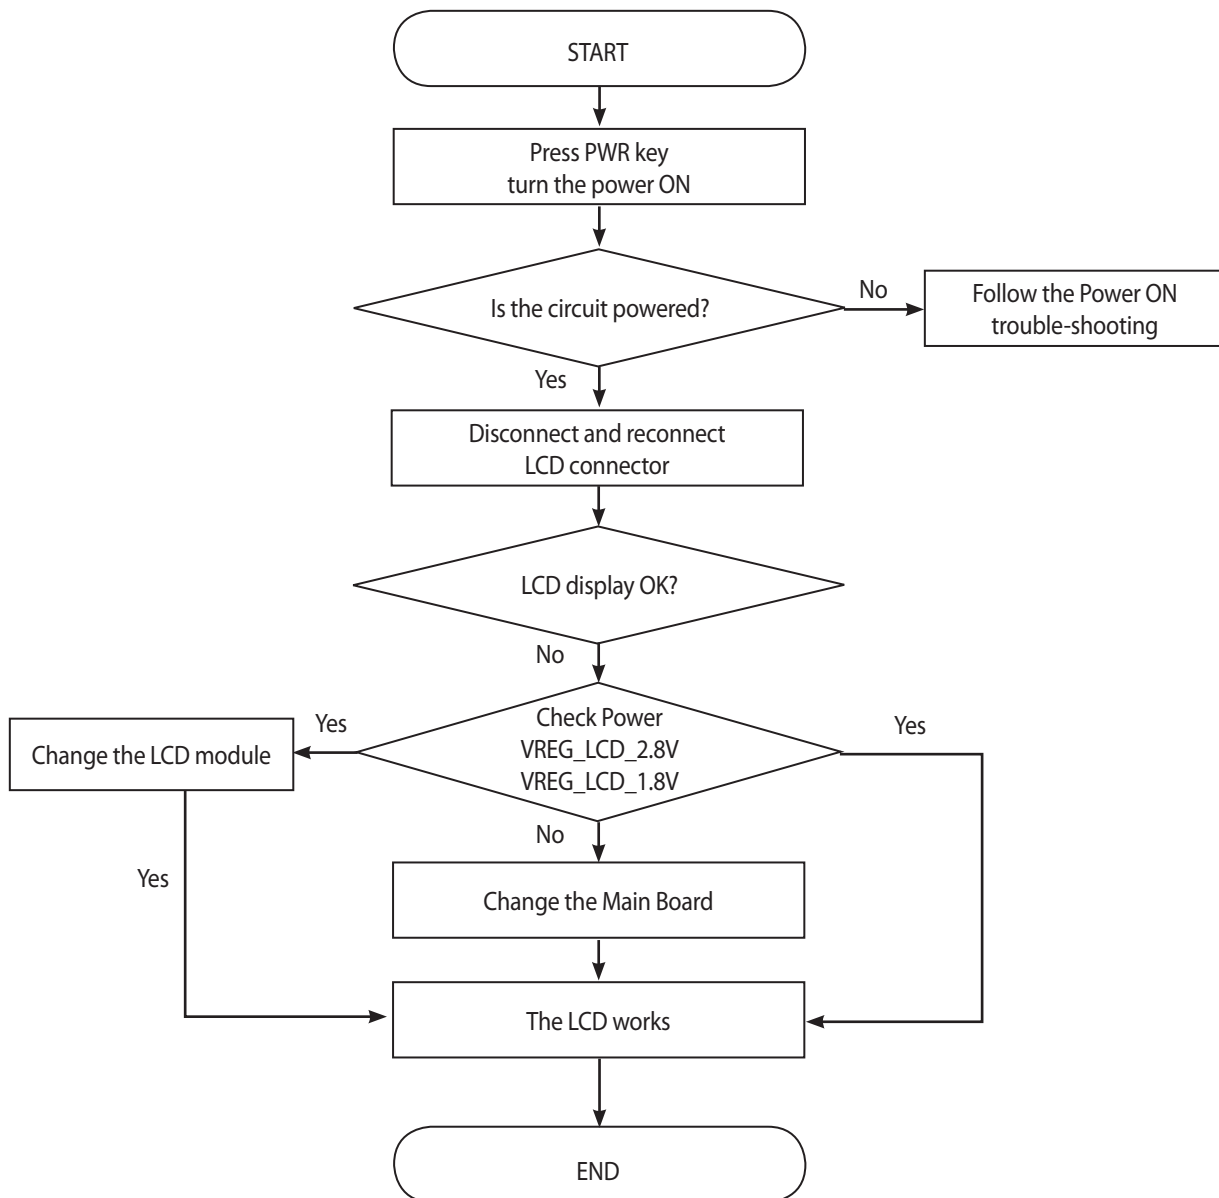 START
Press PWR key
turn the power ON
Is the circuit powered?
No
Follow the Power ON
trouble-shooting
Yes
Disconnect and reconnect
LCD connector
LCD display OK?
No
Check Power
VREG_LCD_2.8V
VREG_LCD_1.8V
Yes
Change the LCD module
Yes
No
Yes
Change the Main Board
The LCD works
END